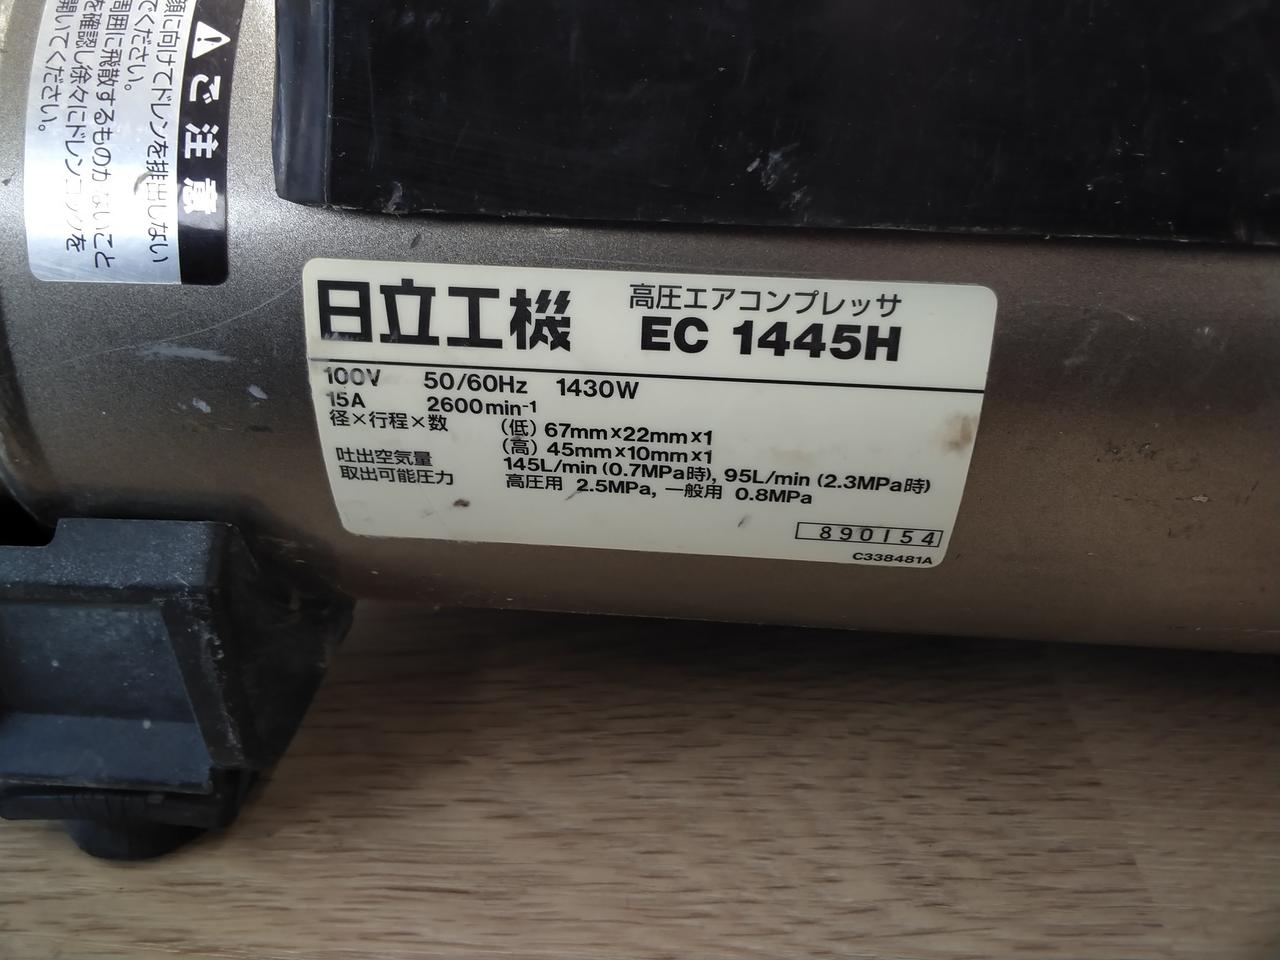 ご注意
顔に向けてドレンを排出しない
でください。
周囲に飛散するものがないこと
を確認し徐々にドレンコックを
開いてください。
日立工機 高圧エアコンプレッサ
EC 1445H
100V 50/60Hz 1430W
15A 2600min-1
径×行程×数 (低) 67mm×22mm×1
(高) 45mm×10mm×1
吐出空気量 145L/min (0.7MPa時), 95L/min (2.3MPa時)
取出可能圧力 高圧用 2.5MPa, 一般用 0.8MPa
890154
C338481A